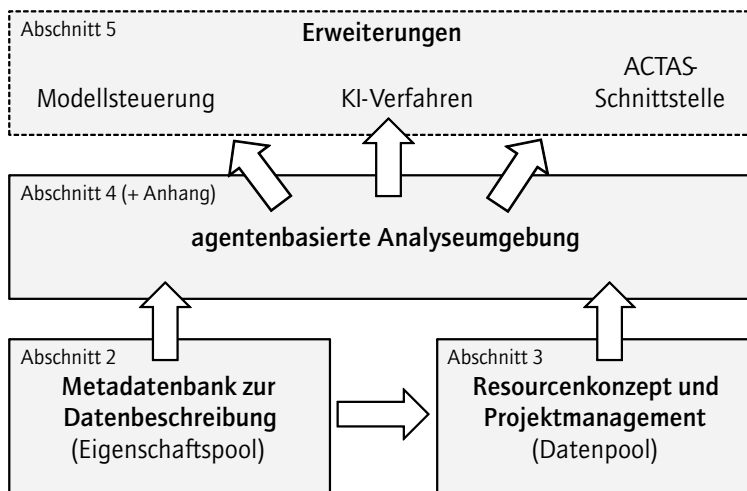 Abschnitt 5
Erweiterungen
Modellsteuerung
KI-Verfahren
ACTAS-
Schnittstelle
Abschnitt 4 (+ Anhang)
agentenbasierte Analyseumgebung
Abschnitt 2
Metadatenbank zur
Datenbeschreibung
(Eigenschaftspool)
Abschnitt 3
Resourcenkonzept und
Projektmanagement
(Datenpool)